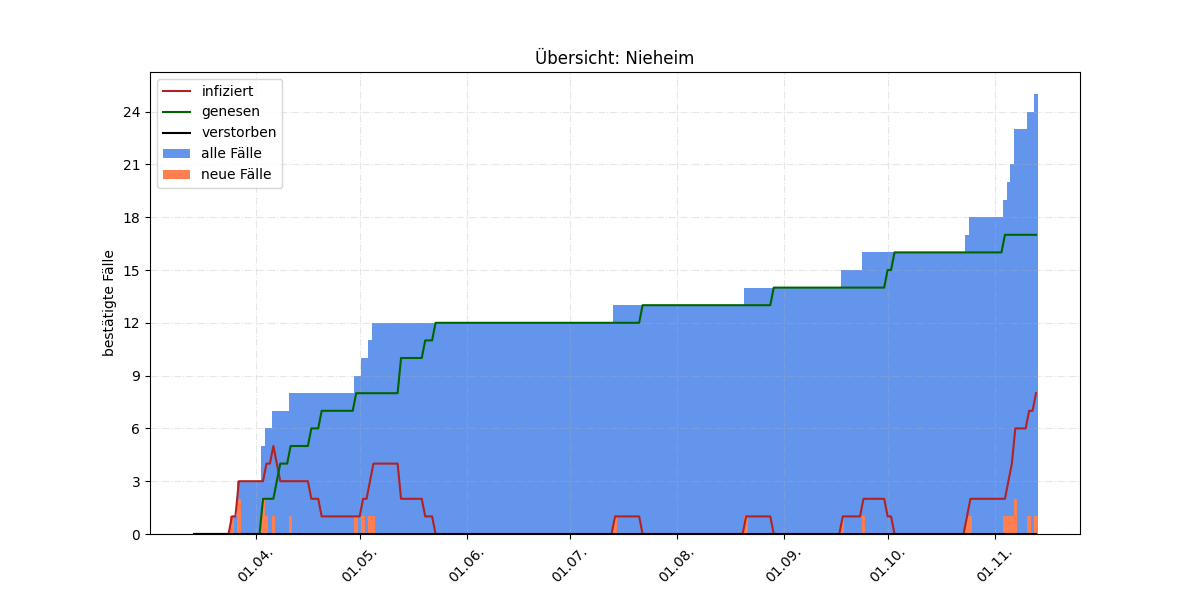 Übersicht: Nieheim
infiziert
genesen
verstorben
alle Fälle
neue Fälle
bestätigte Fälle
24
21
18
15
12
9
6
3
0
01.04.
01.05.
01.06.
01.07.
01.08.
01.09.
01.10.
01.11.